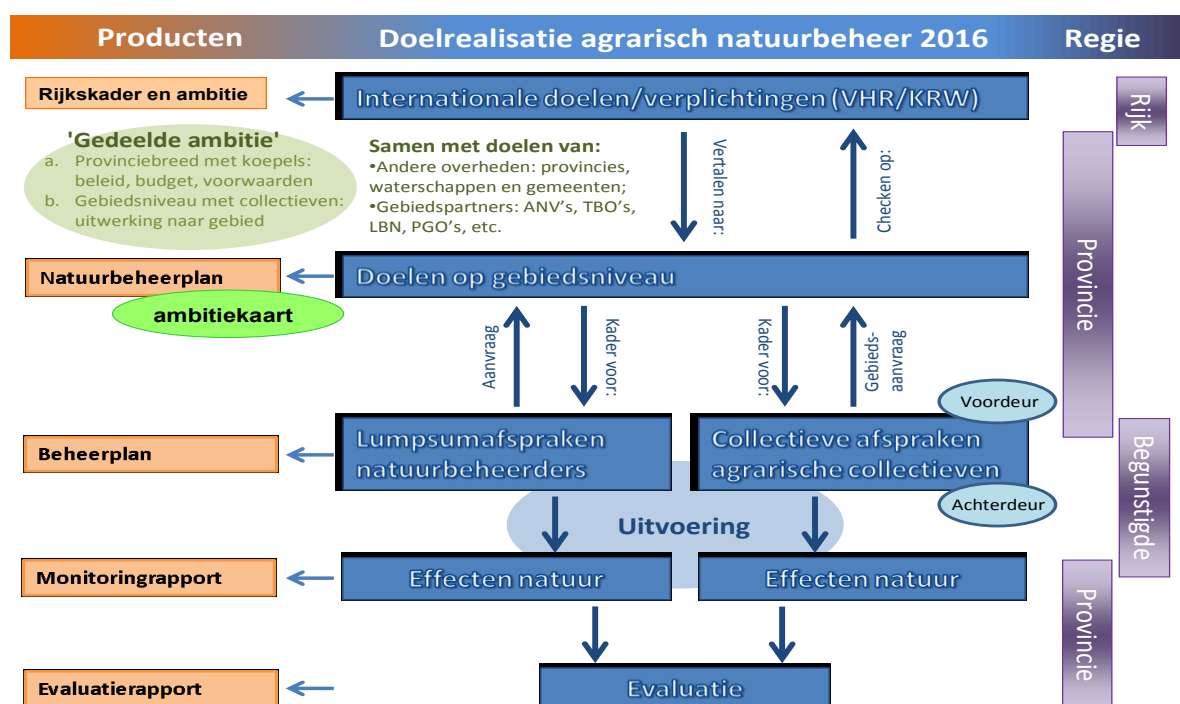 Producten
Doelrealisatie agrarisch natuurbeheer 2016
Regie
Rijkskader en ambitie
Internationale doelen/verplichtingen (VHR/KRW)
Rijk
'Gedeelde ambitie'
a. Provinciebreed met koepels:
beleid, budget, voorwaarden
b. Gebiedsniveau met collectieven:
uitwerking naar gebied
Samen met doelen van:
•Andere overheden: provincies,
waterschappen en gemeenten;
•Gebiedspartners: ANV's, TBO's,
LBN, PGO's, etc.
Vertalen naar:
Checken op:
Provincie
Natuurbeheerplan
ambitiekaart
Doelen op gebiedsniveau
Aanvraag
Kader voor:
Kader voor:
Gebieds-
aanvraag
Voordeur
Beheerplan
Lumpsumafspraken
natuurbeheerders
Collectieve afspraken
agrarische collectieven
Achterdeur
Begunstigde
Uitvoering
Monitoringrapport
Effecten natuur
Effecten natuur
Provincie
Evaluatierapport
Evaluatie